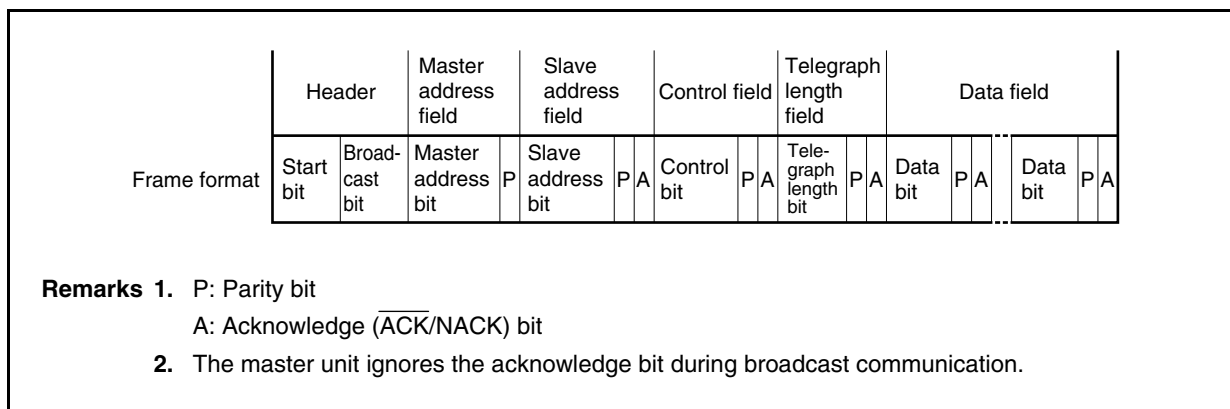 Header
Master
address
field
Slave
address
field
Control field
Telegraph
length
field
Data field
Frame format
Start
bit
Broad-
cast
bit
Master
address
bit
P
Slave
address
bit
P A
Control
bit
P A
Tele-
graph
length
bit
P A
Data
bit
P A
Data
bit
P A
Remarks 1. P: Parity bit
A: Acknowledge (A̅C̅K̅/NACK) bit
2. The master unit ignores the acknowledge bit during broadcast communication.